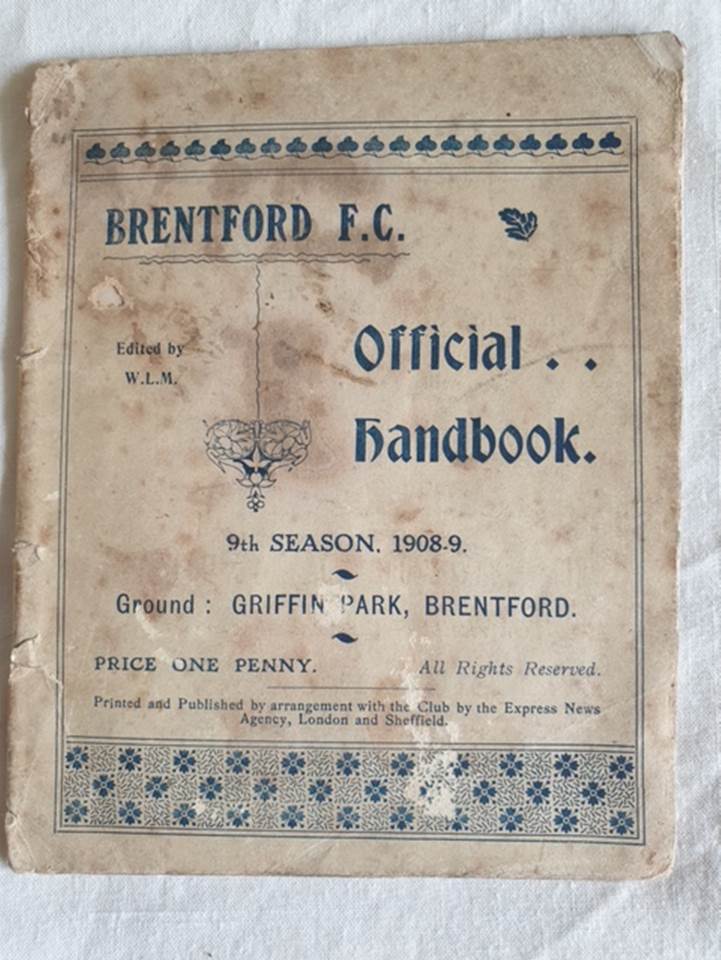 BRENTFORD F.C.
Edited by
W.L.M.
Official . .
Handbook.
9th SEASON, 1908-9.
Ground : GRIFFIN PARK, BRENTFORD.
PRICE ONE PENNY. All Rights Reserved.
Printed and Published by arrangement with the Club by the Express News
Agency, London and Sheffield.